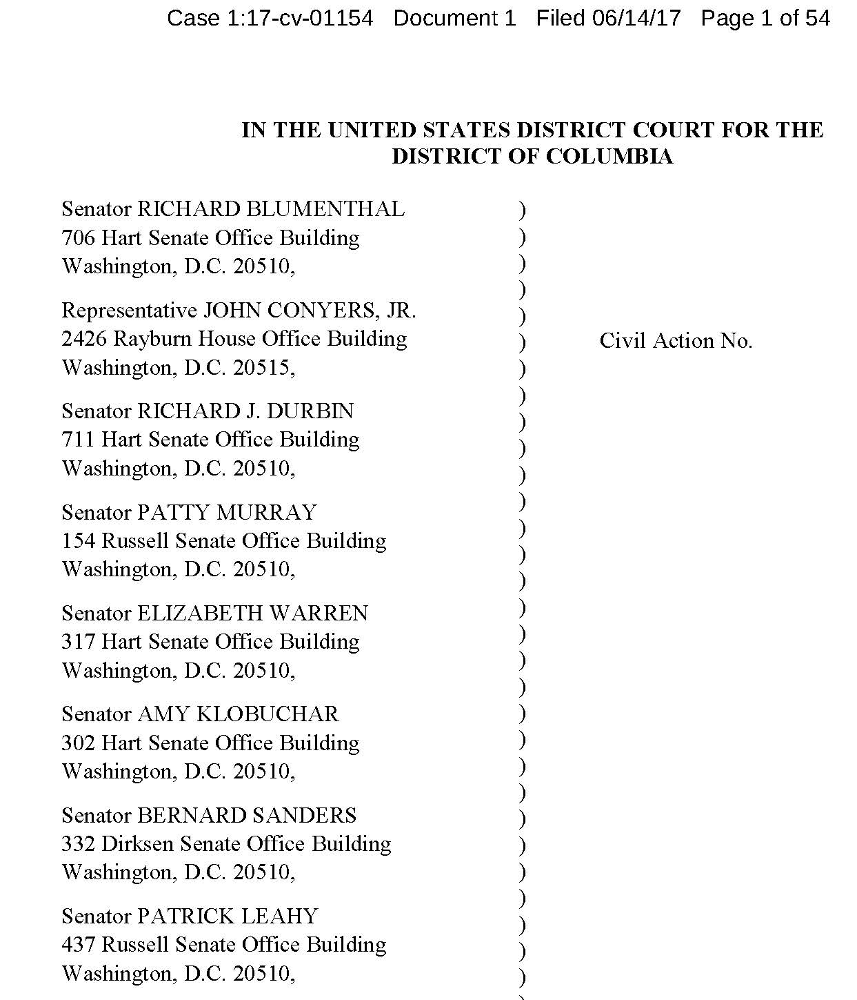 Case 1:17-cv-01154 Document 1 Filed 06/14/17 Page 1 of 54
IN THE UNITED STATES DISTRICT COURT FOR THE
DISTRICT OF COLUMBIA
Senator RICHARD BLUMENTHAL )
706 Hart Senate Office Building )
Washington, D.C. 20510, )
)
Representative JOHN CONYERS, JR. )
2426 Rayburn House Office Building ) Civil Action No.
Washington, D.C. 20515, )
)
Senator RICHARD J. DURBIN )
711 Hart Senate Office Building )
Washington, D.C. 20510, )
)
Senator PATTY MURRAY )
154 Russell Senate Office Building )
Washington, D.C. 20510, )
)
Senator ELIZABETH WARREN )
317 Hart Senate Office Building )
Washington, D.C. 20510, )
)
Senator AMY KLOBUCHAR )
302 Hart Senate Office Building )
Washington, D.C. 20510, )
)
Senator BERNARD SANDERS )
332 Dirksen Senate Office Building )
Washington, D.C. 20510, )
)
Senator PATRICK LEAHY )
437 Russell Senate Office Building )
Washington, D.C. 20510, )
)